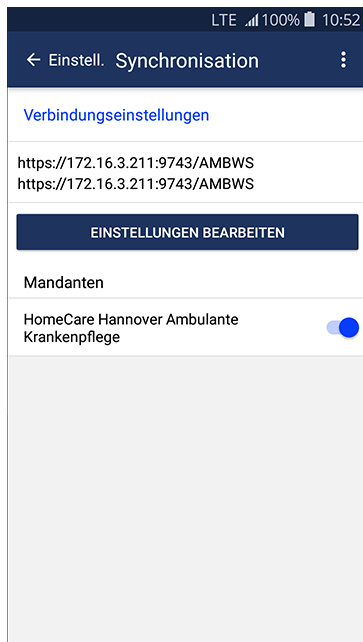 LTE 100% 10:52
← Einstell. Synchronisation
Verbindungseinstellungen
https://172.16.3.211:9743/AMBWS
https://172.16.3.211:9743/AMBWS
EINSTELLUNGEN BEARBEITEN
Mandanten
HomeCare Hannover Ambulante
Krankenpflege